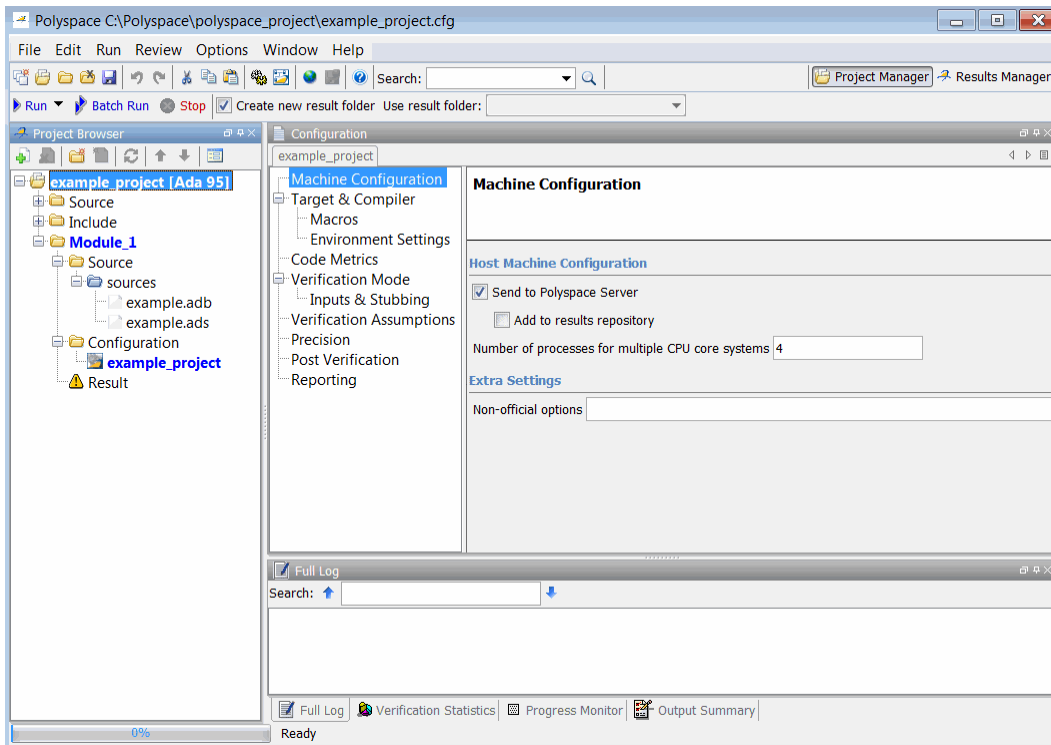 Polyspace C:\Polyspace\polyspace_project\example_project.cfg
File Edit Run Review Options Window Help
Search:
Project Manager Results Manager
Run Batch Run Stop Create new result folder Use result folder:
Project Browser
Configuration
example_project
example_project [Ada 95]
Source
Include
Module_1
Source
sources
example.adb
example.ads
Configuration
example_project
Result
Machine Configuration
Target & Compiler
Macros
Environment Settings
Code Metrics
Verification Mode
Inputs & Stubbing
Verification Assumptions
Precision
Post Verification
Reporting
Machine Configuration
Host Machine Configuration
Send to Polyspace Server
Add to results repository
Number of processes for multiple CPU core systems 4
Extra Settings
Non-official options
Full Log
Search:
Full Log Verification Statistics Progress Monitor Output Summary
0% Ready